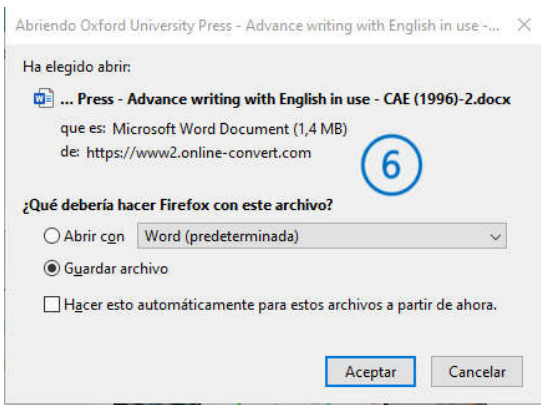 Abriendo Oxford University Press - Advance writing with English in use -...
Ha elegido abrir:
... Press - Advance writing with English in use - CAE (1996)-2.docx
que es: Microsoft Word Document (1,4 MB)
de: https://www2.online-convert.com
6
¿Qué debería hacer Firefox con este archivo?
Abrir con Word (predeterminada)
Guardar archivo
Hacer esto automáticamente para estos archivos a partir de ahora.
Aceptar Cancelar